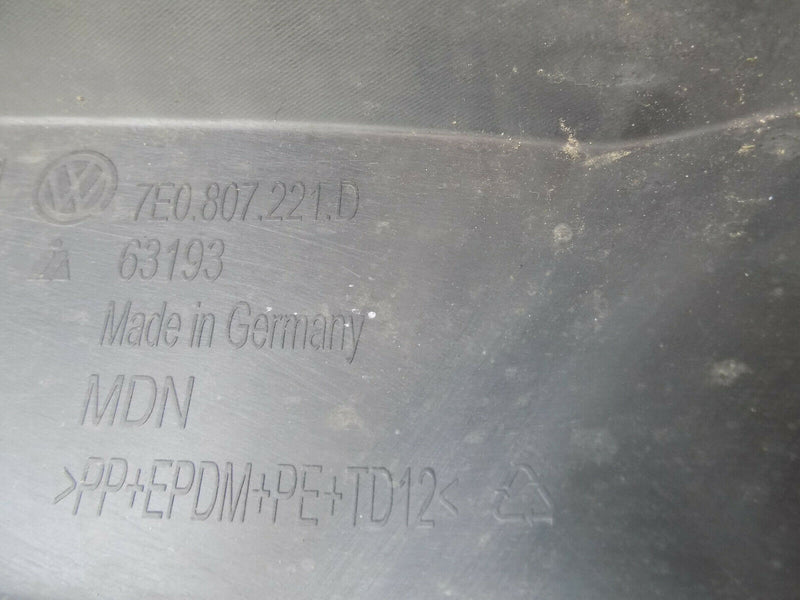 7E0.807.221.D
63193
Made in Germany
MDN
>PP+EPDM+PE+TD12<